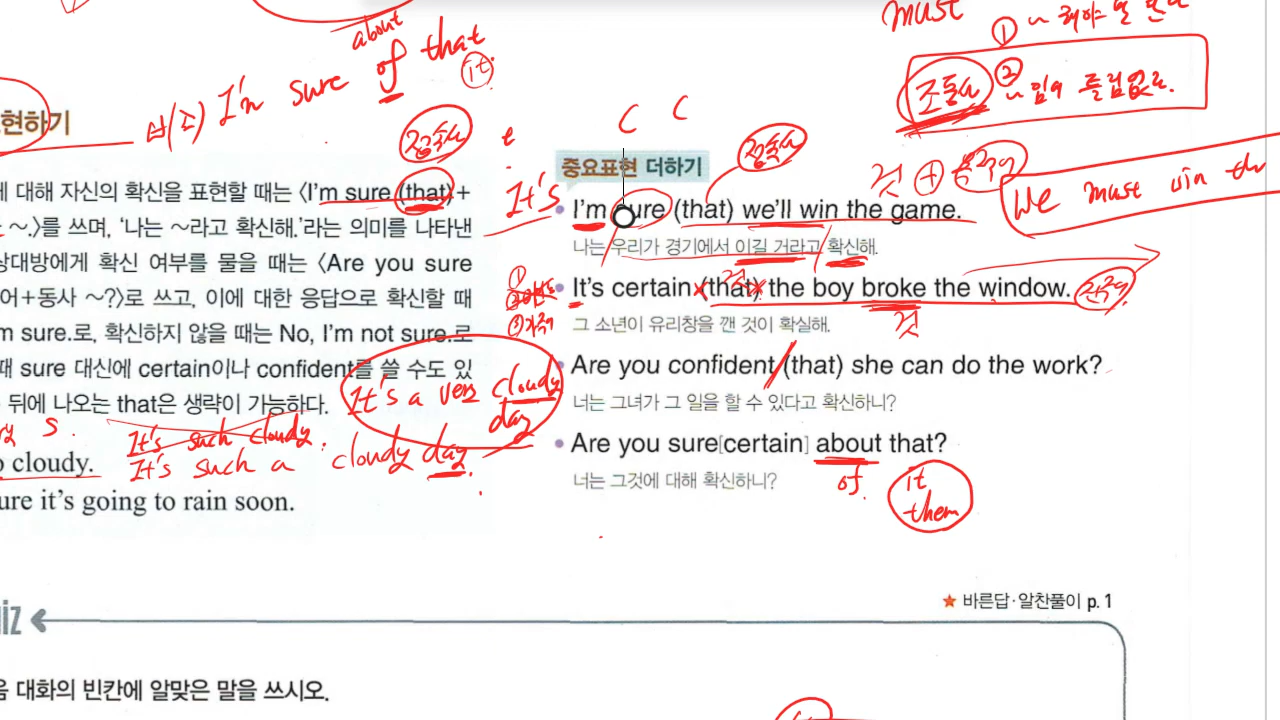 must
about
I'm sure of that
it
① ~ 해야
조동사 ② ~임이 틀림없다.
현하기
접속사
C C
접속사
It's
중요표현 더하기
에 대해 자신의 확신을 표현할 때는 〈I'm sure (that)+
~.〉를 쓰며, '나는 ~라고 확신해.'라는 의미를 나타낸
상대방에게 확신 여부를 물을 때는 〈Are you sure
어+동사 ~?〉로 쓰고, 이에 대한 응답으로 확신할 때
m sure.로, 확신하지 않을 때는 No, I'm not sure.로
때 sure 대신에 certain이나 confident를 쓸 수도 있
뒤에 나오는 that은 생략이 가능하다.
It's a very cloudy
day
It's such cloudy.
o cloudy.
It's such a cloudy day.
ure it's going to rain soon.
것 +
We must win the
• I'm sure (that) we'll win the game.
나는 우리가 경기에서 이길 거라고 확신해.
• It's certain (that) the boy broke the window.
그 소년이 유리창을 깬 것이 확실해.
것
• Are you confident (that) she can do the work?
너는 그녀가 그 일을 할 수 있다고 확신하니?
• Are you sure[certain] about that?
너는 그것에 대해 확신하니?
of
it
them
★ 바른답·알찬풀이 p. 1
iz
음 대화의 빈칸에 알맞은 말을 쓰시오.